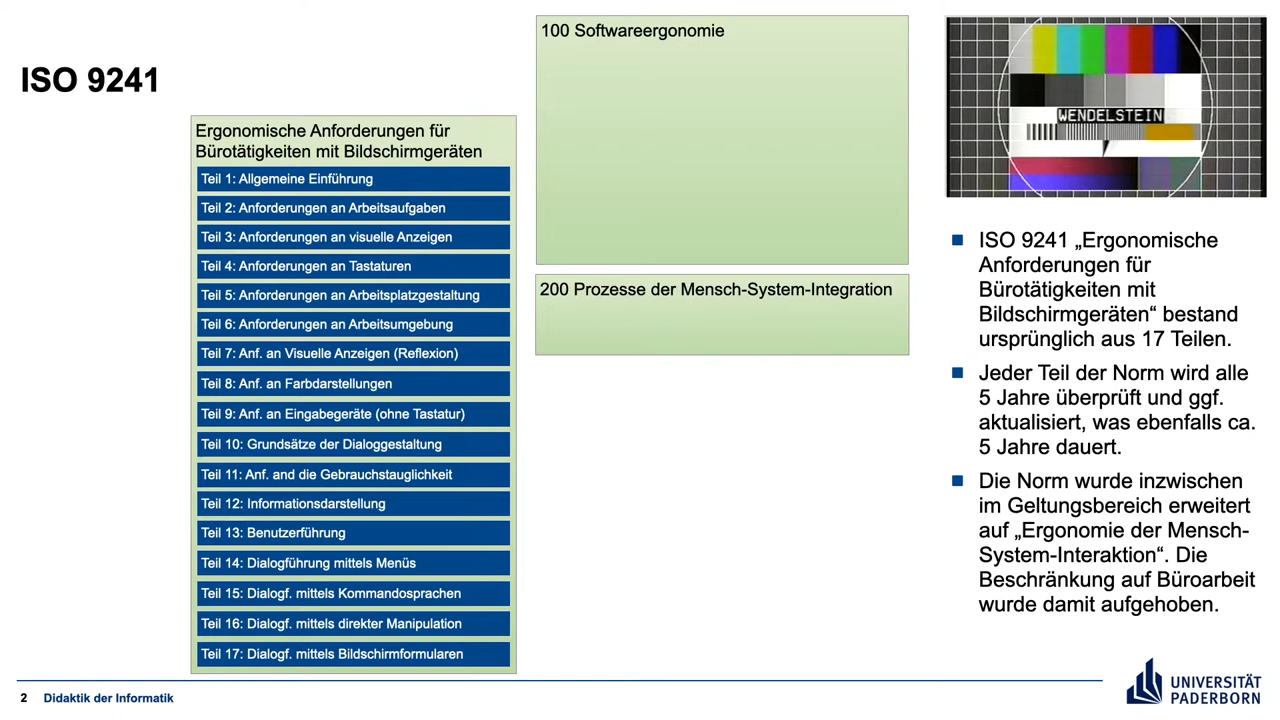 ISO 9241
Ergonomische Anforderungen für
Bürotätigkeiten mit Bildschirmgeräten
Teil 1: Allgemeine Einführung
Teil 2: Anforderungen an Arbeitsaufgaben
Teil 3: Anforderungen an visuelle Anzeigen
Teil 4: Anforderungen an Tastaturen
Teil 5: Anforderungen an Arbeitsplatzgestaltung
Teil 6: Anforderungen an Arbeitsumgebung
Teil 7: Anf. an Visuelle Anzeigen (Reflexion)
Teil 8: Anf. an Farbdarstellungen
Teil 9: Anf. an Eingabegeräte (ohne Tastatur)
Teil 10: Grundsätze der Dialoggestaltung
Teil 11: Anf. and die Gebrauchstauglichkeit
Teil 12: Informationsdarstellung
Teil 13: Benutzerführung
Teil 14: Dialogführung mittels Menüs
Teil 15: Dialogf. mittels Kommandosprachen
Teil 16: Dialogf. mittels direkter Manipulation
Teil 17: Dialogf. mittels Bildschirmformularen
100 Softwareergonomie
200 Prozesse der Mensch-System-Integration
WENDELSTEIN
ISO 9241 „Ergonomische
Anforderungen für
Bürotätigkeiten mit
Bildschirmgeräten“ bestand
ursprünglich aus 17 Teilen.
Jeder Teil der Norm wird alle
5 Jahre überprüft und ggf.
aktualisiert, was ebenfalls ca.
5 Jahre dauert.
Die Norm wurde inzwischen
im Geltungsbereich erweitert
auf „Ergonomie der Mensch-
System-Interaktion“. Die
Beschränkung auf Büroarbeit
wurde damit aufgehoben.
2 Didaktik der Informatik
UNIVERSITÄT
PADERBORN